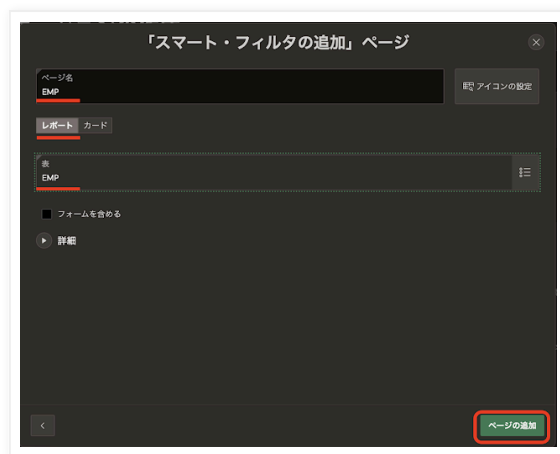 「スマート・フィルタの追加」ページ
ページ名
EMP
アイコンの設定
レポート カード
表
EMP
フォームを含める
詳細
ページの追加